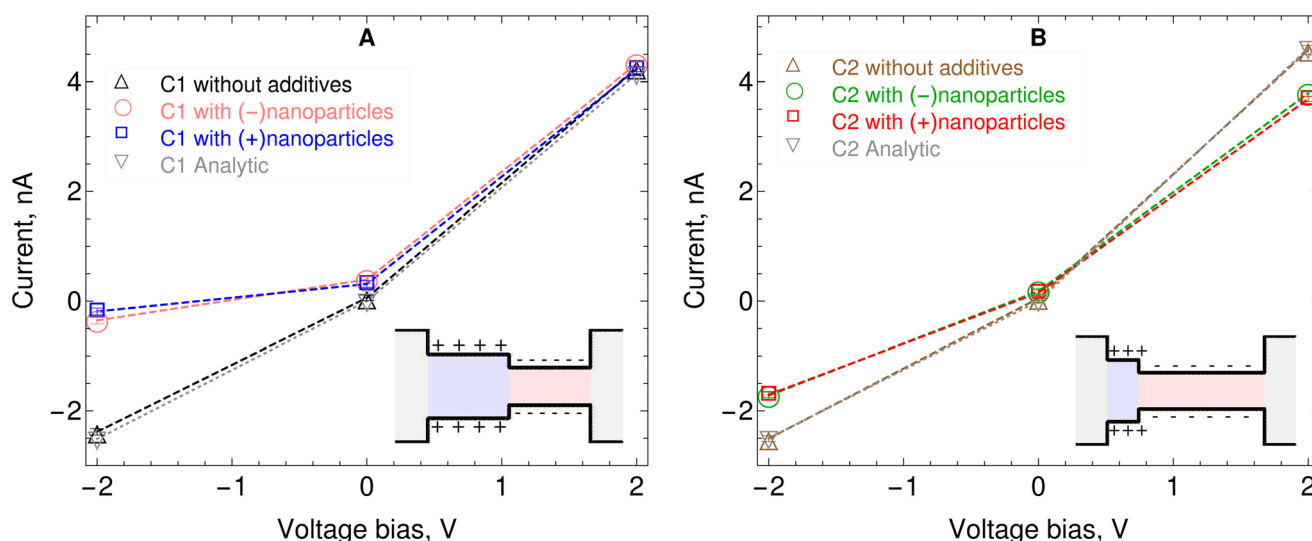 A
C1 without additives
C1 with (−)nanoparticles
C1 with (+)nanoparticles
C1 Analytic
4
2
0
−2
Current, nA
+ + + +
- - - - - -
+ + + +
- - - - - -
−2 −1 0 1 2
Voltage bias, V
B
C2 without additives
C2 with (−)nanoparticles
C2 with (+)nanoparticles
C2 Analytic
4
2
0
−2
Current, nA
+++
- - - - - -
+++
- - - - - -
−2 −1 0 1 2
Voltage bias, V